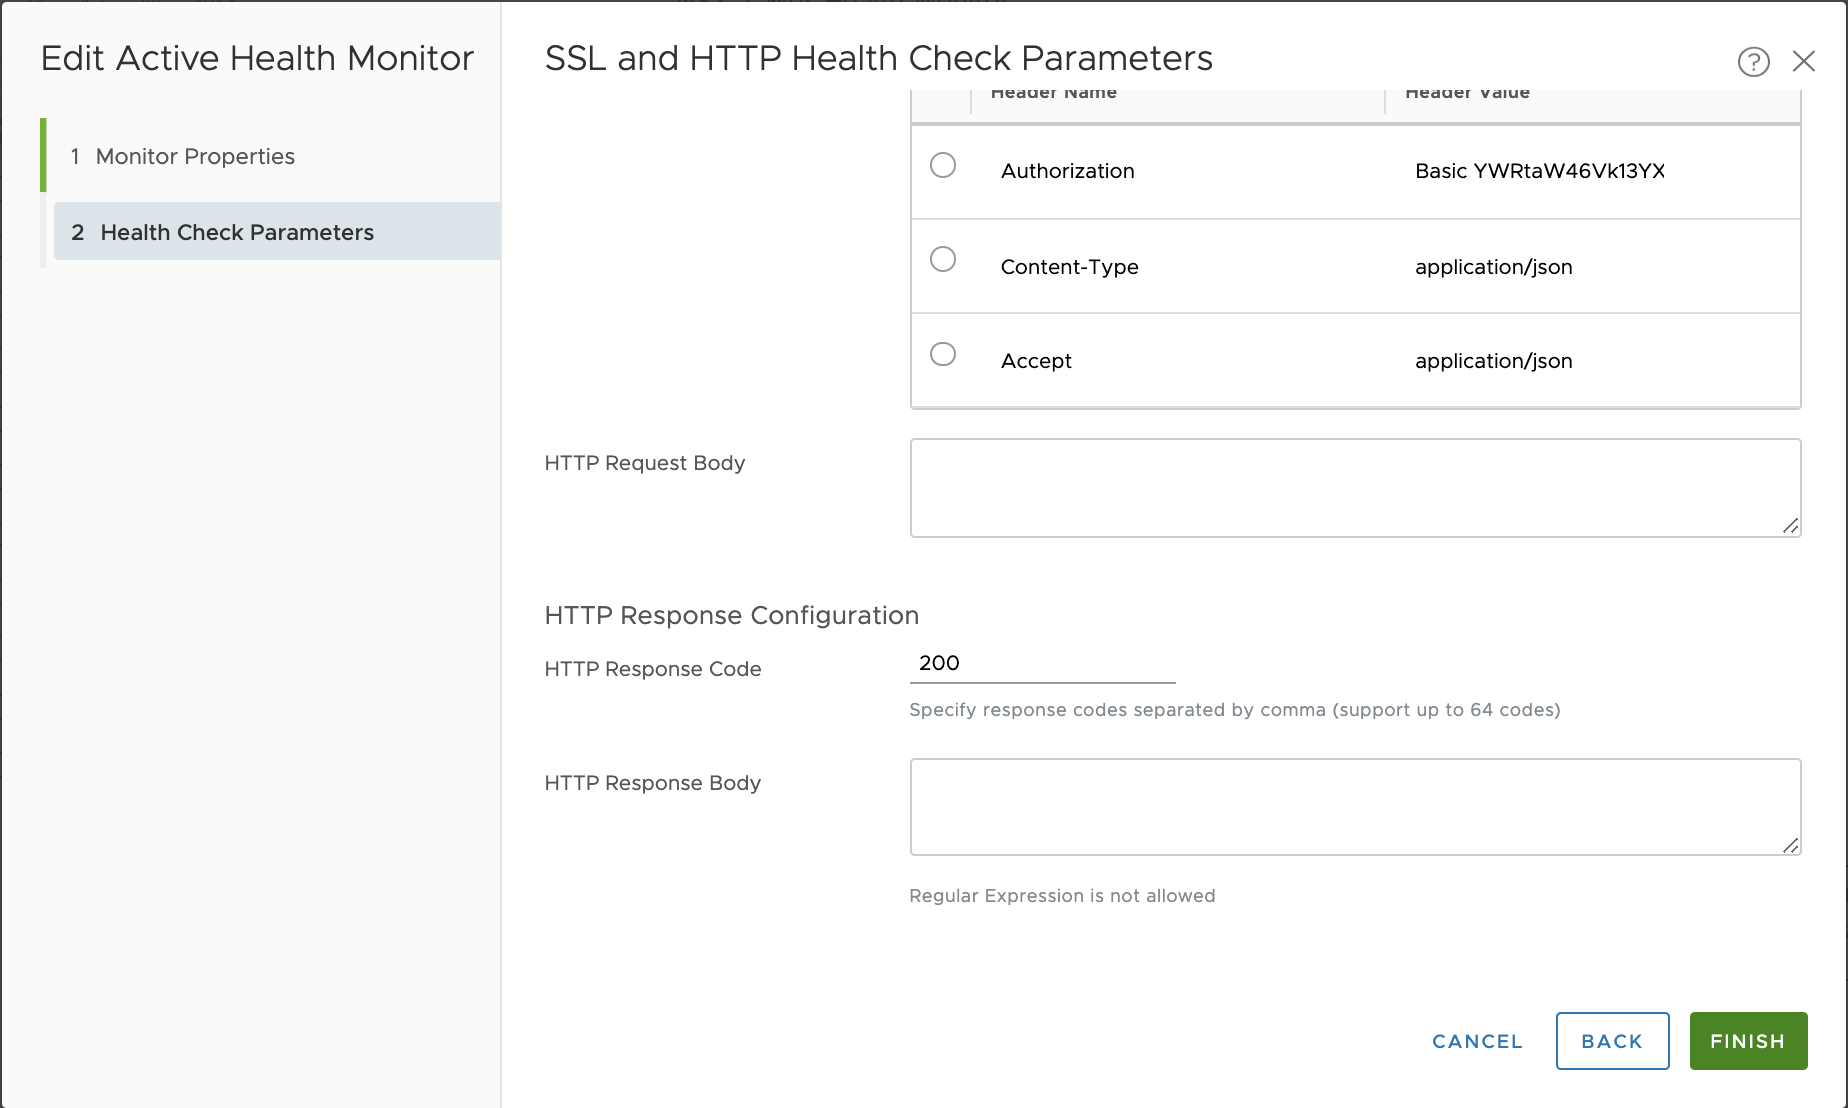 Edit Active Health Monitor
1 Monitor Properties
2 Health Check Parameters
SSL and HTTP Health Check Parameters
?
Header Name Header Value
Authorization Basic YWRtaW46Vk13YX
Content-Type application/json
Accept application/json
HTTP Request Body
HTTP Response Configuration
HTTP Response Code 200
Specify response codes separated by comma (support up to 64 codes)
HTTP Response Body
Regular Expression is not allowed
CANCEL BACK FINISH